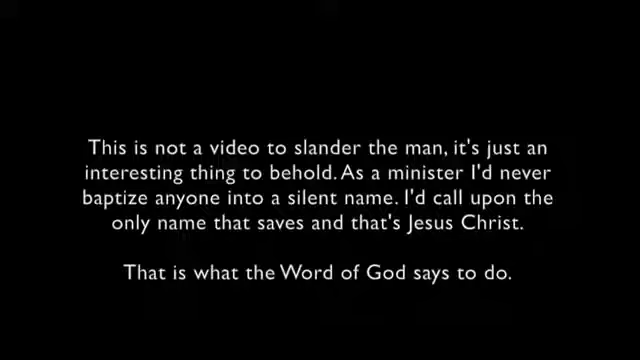 This is not a video to slander the man, it's just an
interesting thing to behold. As a minister I'd never
baptize anyone into a silent name. I'd call upon the
only name that saves and that's Jesus Christ.
That is what the Word of God says to do.